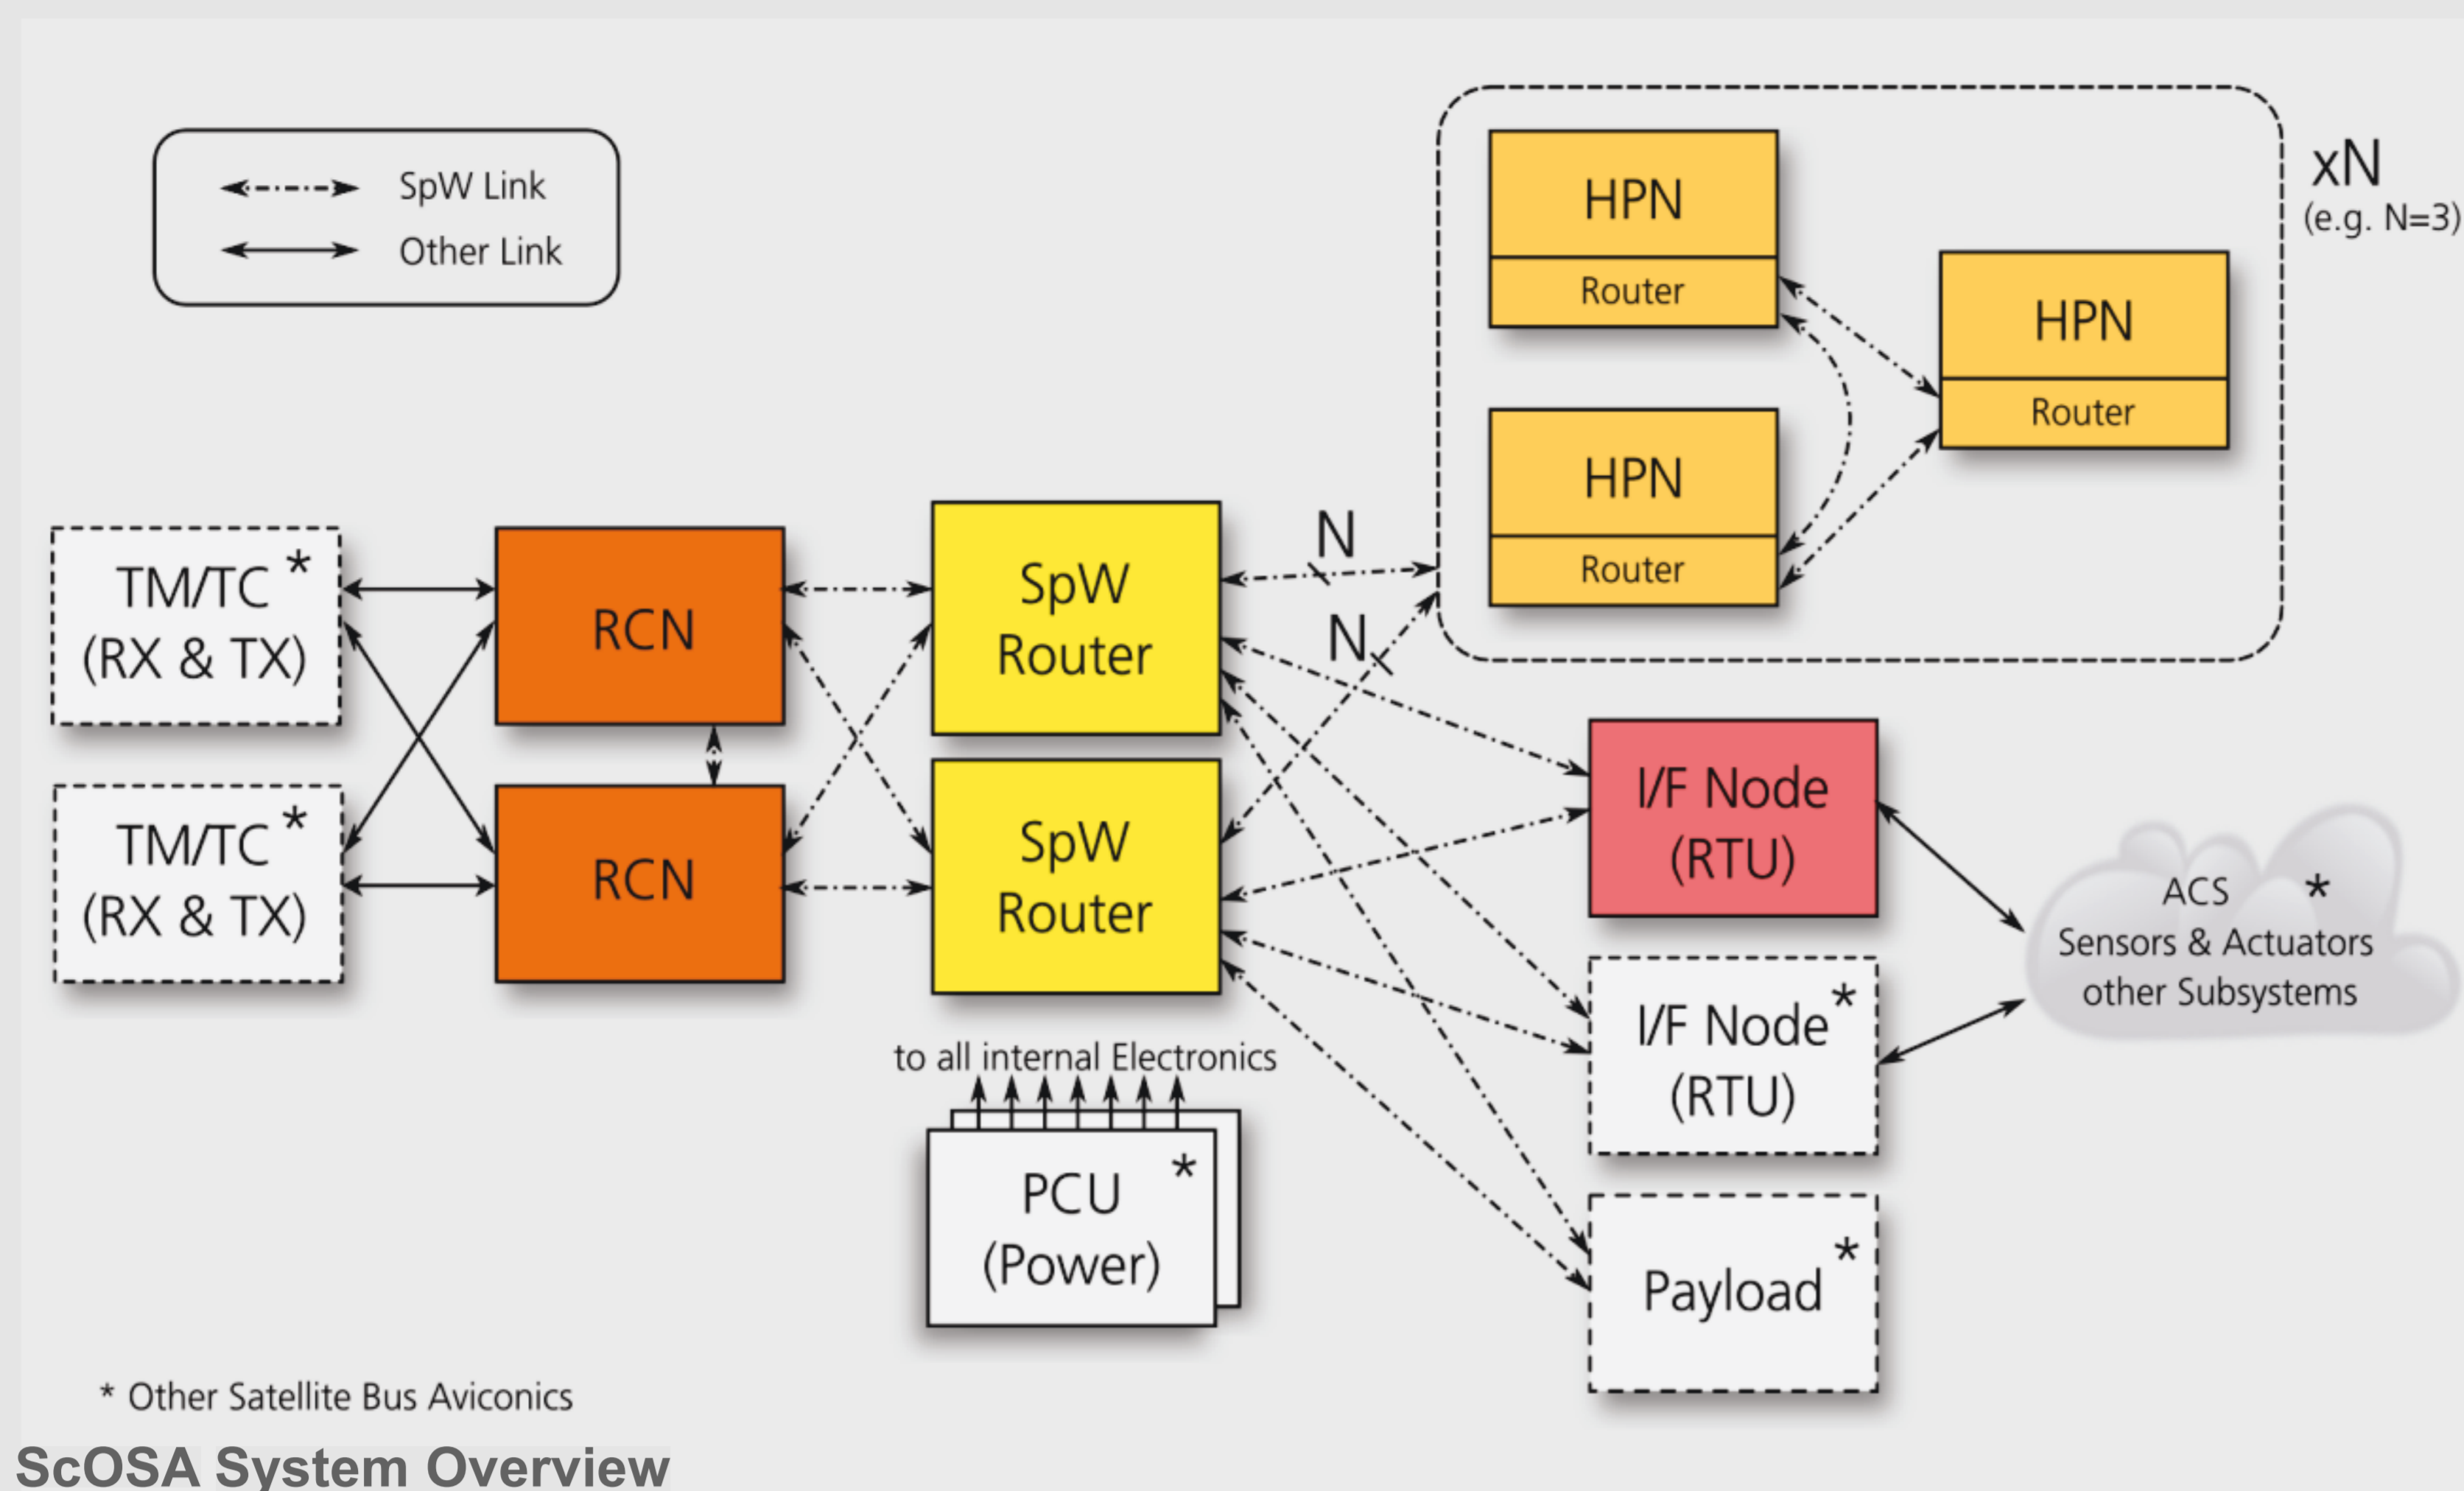 SpW Link
Other Link
HPN
Router
xN
(e.g. N=3)
HPN
Router
HPN
Router
TM/TC *
(RX & TX)
RCN
SpW
Router
N
N
TM/TC *
(RX & TX)
RCN
SpW
Router
I/F Node
(RTU)
ACS *
Sensors & Actuators
other Subsystems
I/F Node *
(RTU)
to all internal Electronics
PCU *
(Power)
Payload *
* Other Satellite Bus Aviconics
ScOSA System Overview